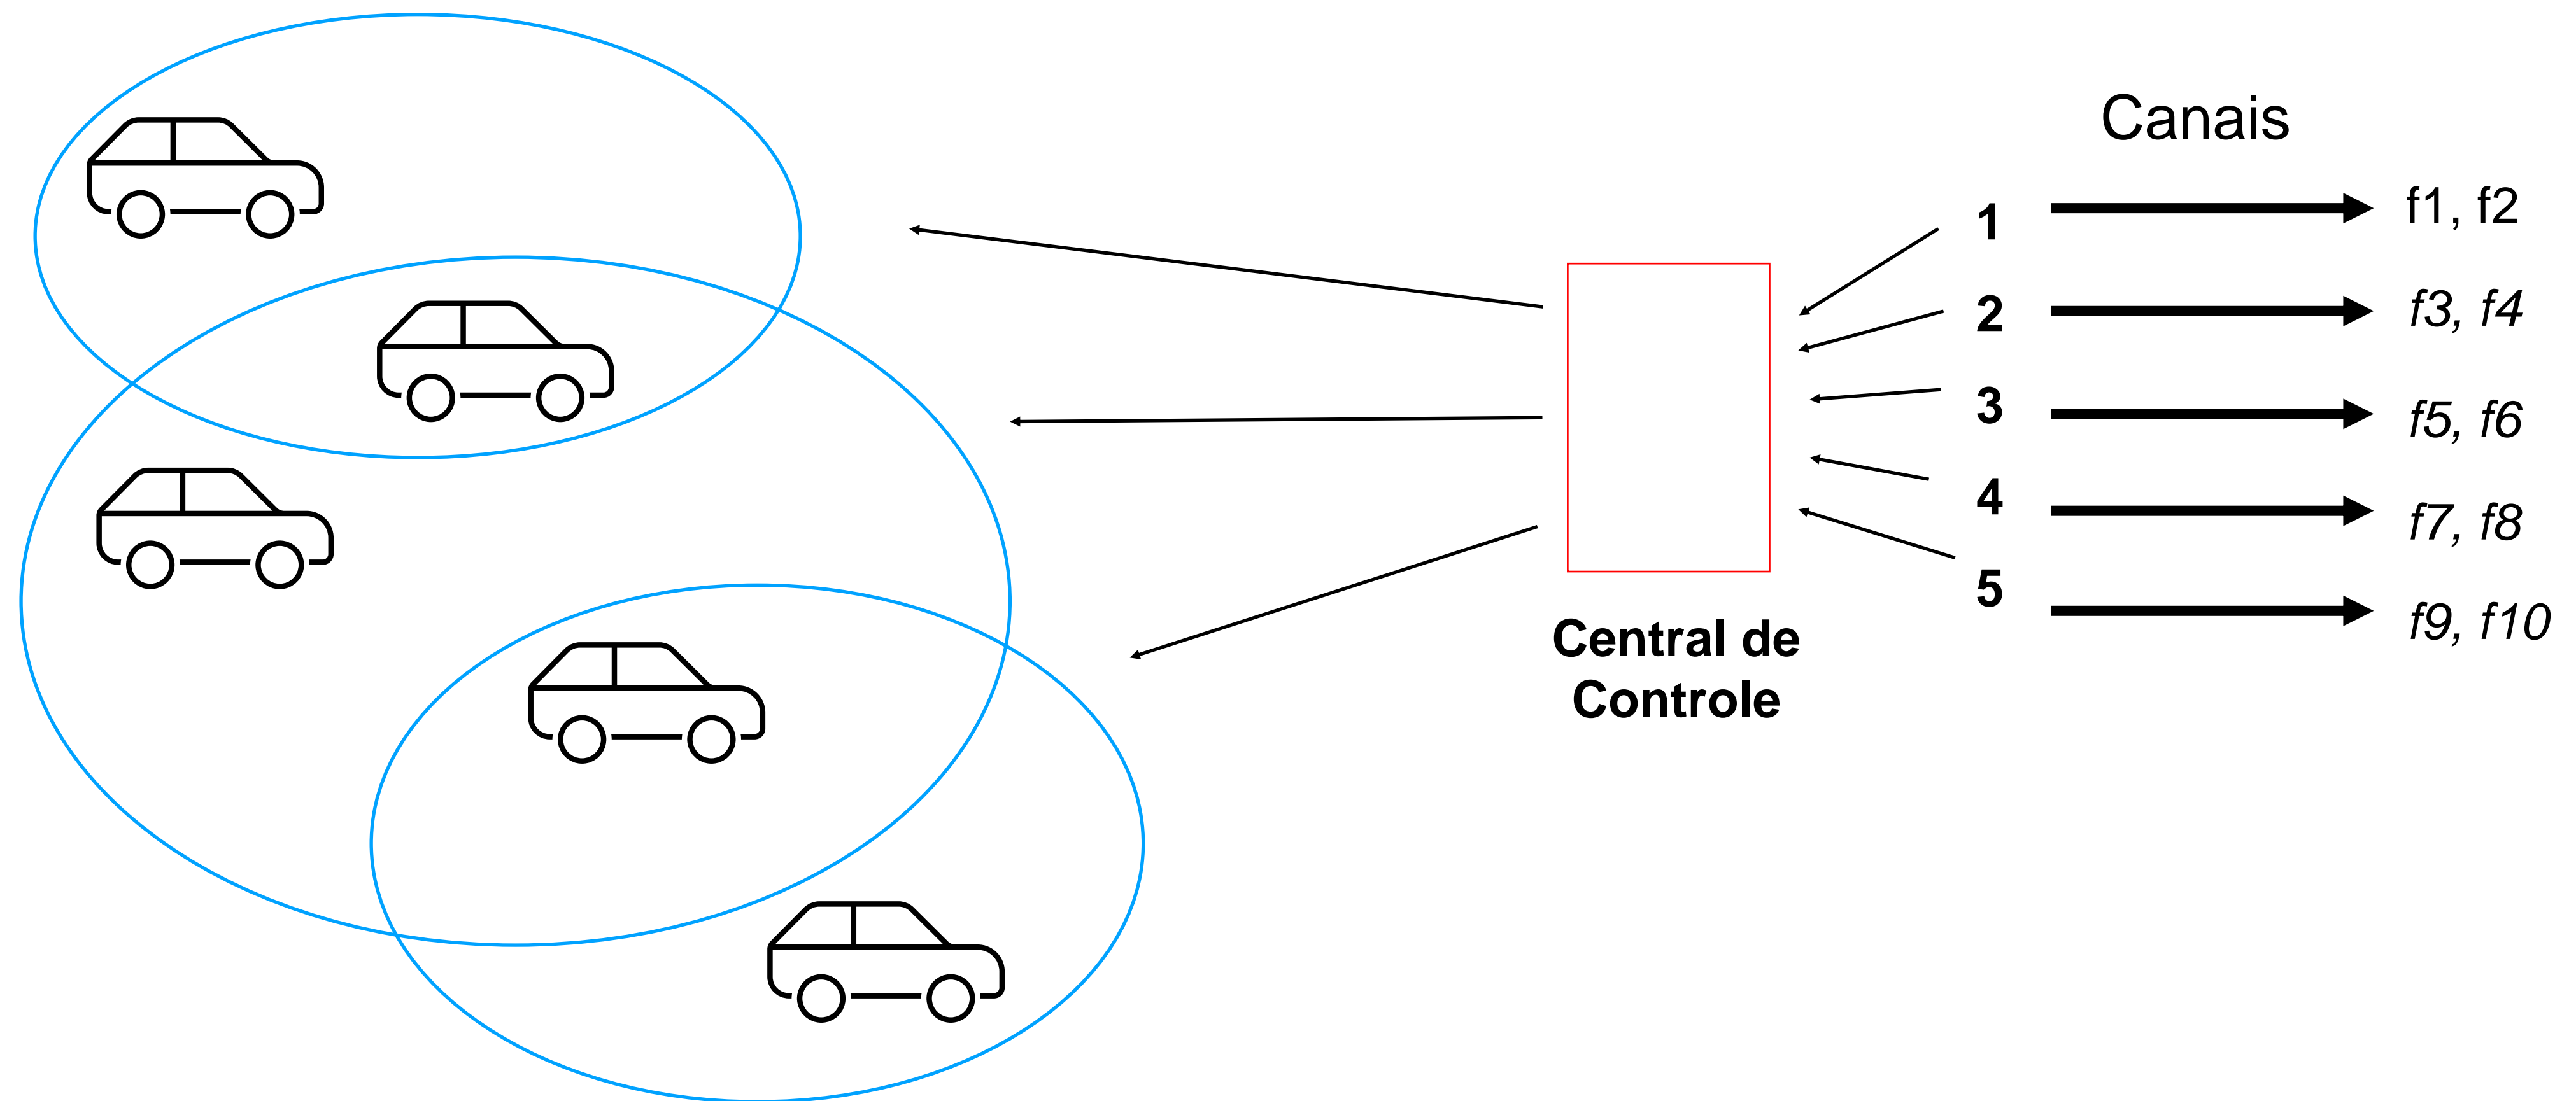 Canais
1 f1, f2
2 f3, f4
3 f5, f6
4 f7, f8
5 f9, f10
Central de
Controle